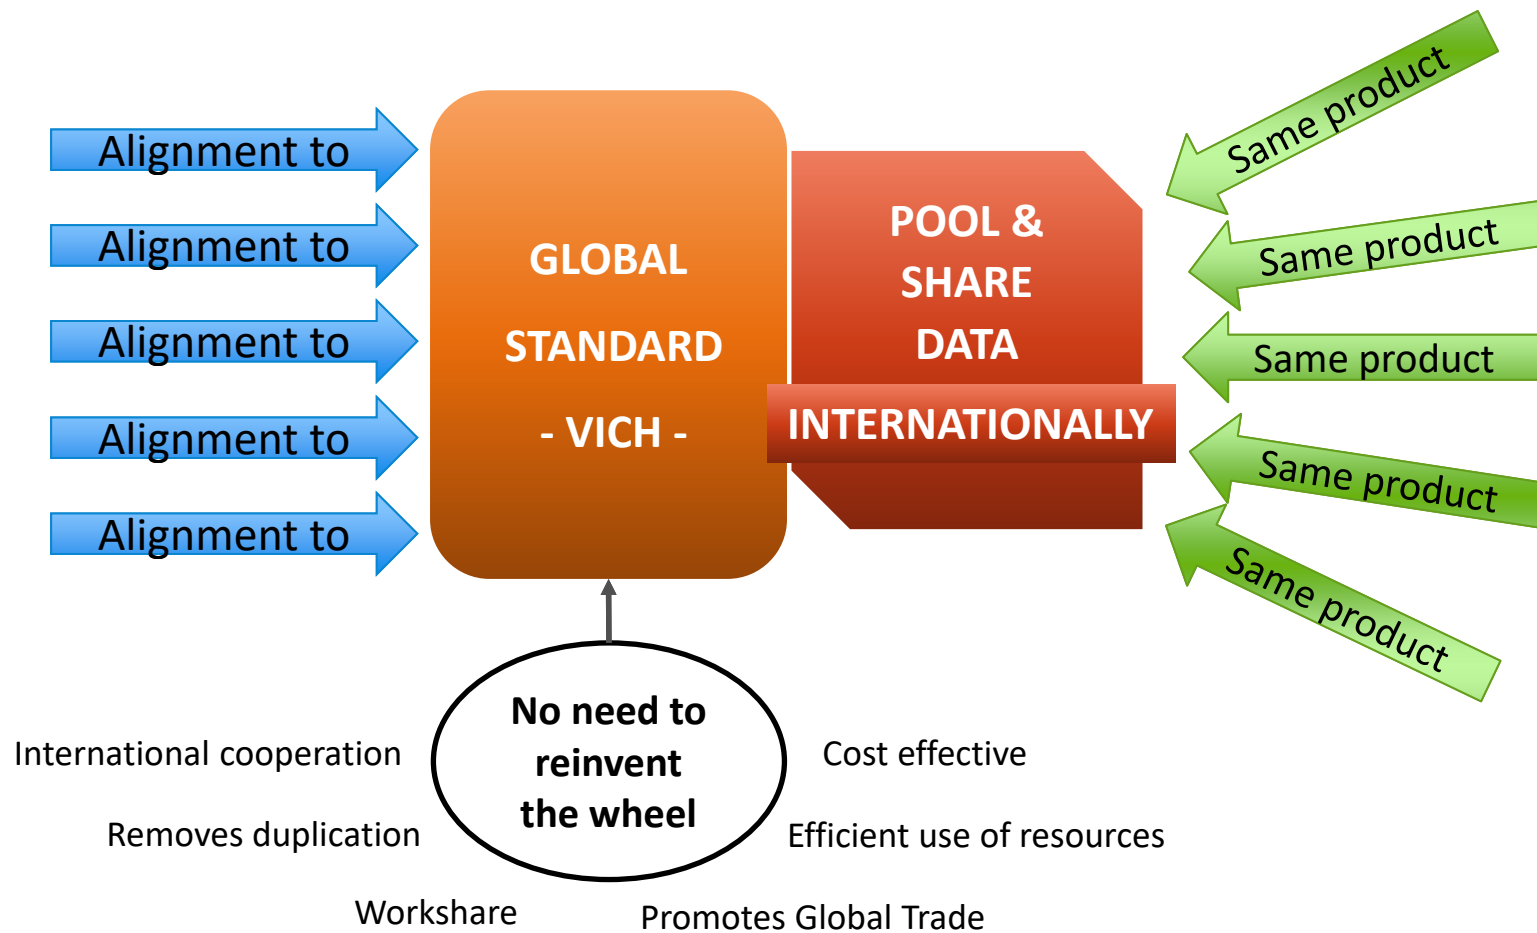 Alignment to
Alignment to
Alignment to
Alignment to
Alignment to
GLOBAL
STANDARD
- VICH -
POOL &
SHARE
DATA
INTERNATIONALLY
Same product
Same product
Same product
Same product
Same product
No need to
reinvent
the wheel
International cooperation
Removes duplication
Workshare
Cost effective
Efficient use of resources
Promotes Global Trade